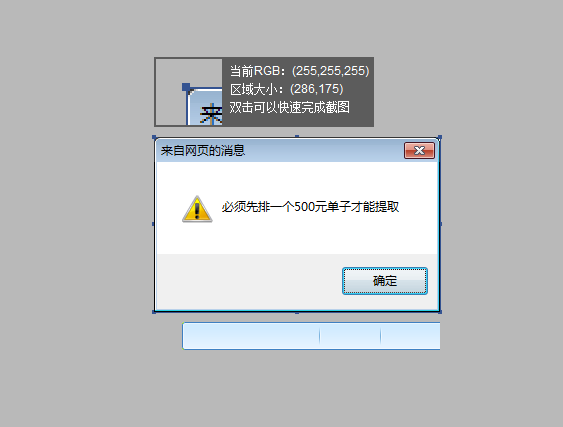 当前RGB：(255,255,255)
区域大小：(286,175)
双击可以快速完成截图
来
来自网页的消息
必须先排一个500元单子才能提取
确定